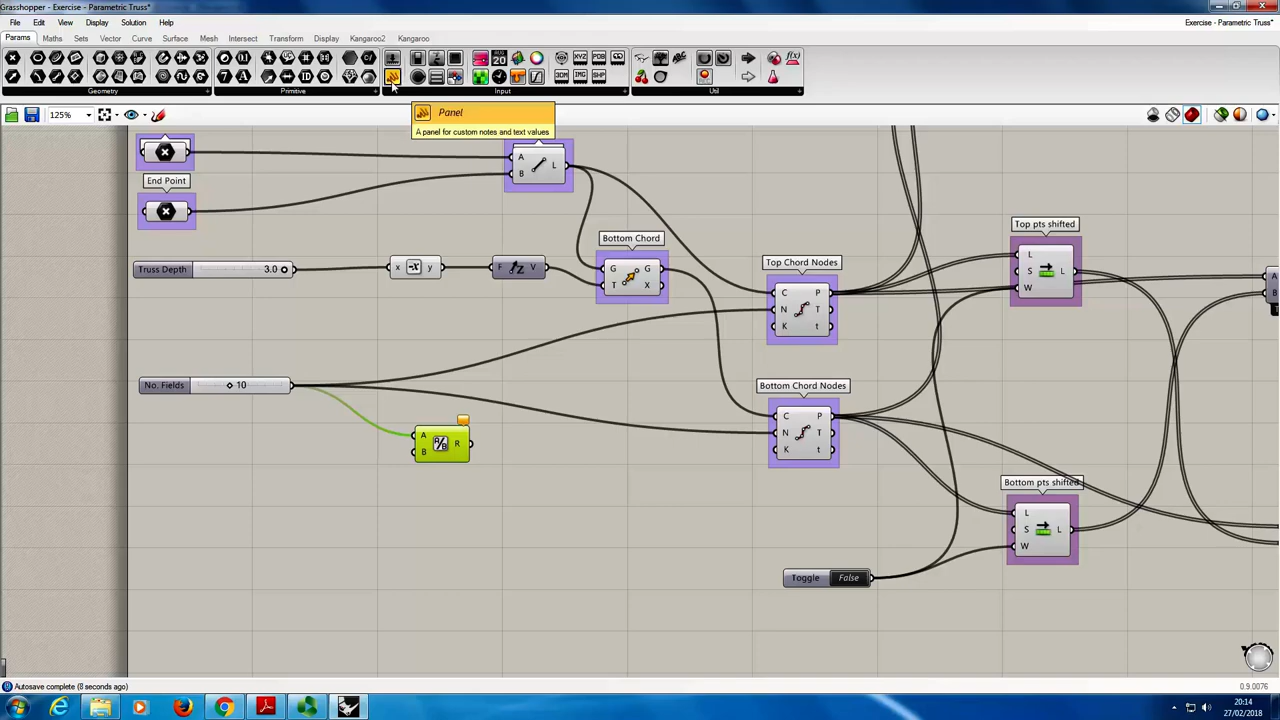 Grasshopper - Exercise - Parametric Truss*
File Edit View Display Solution Help
Exercise - Parametric Truss*
Params Maths Sets Vector Curve Surface Mesh Intersect Transform Display Kangaroo2 Kangaroo
Geometry Primitive Input Util
125%
Panel
A panel for custom notes and text values
End Point
A
B
L
Truss Depth 3.0
x y
F V
Bottom Chord
G G
T X
Top Chord Nodes
C P
N T
K t
Top pts shifted
L
S L
W
A
B
No. Fields 10
Bottom Chord Nodes
C P
N T
K t
A
B
A/B
R
Bottom pts shifted
L
S L
W
Toggle False
Autosave complete (8 seconds ago)
0.9.0076
20:14
27/02/2018